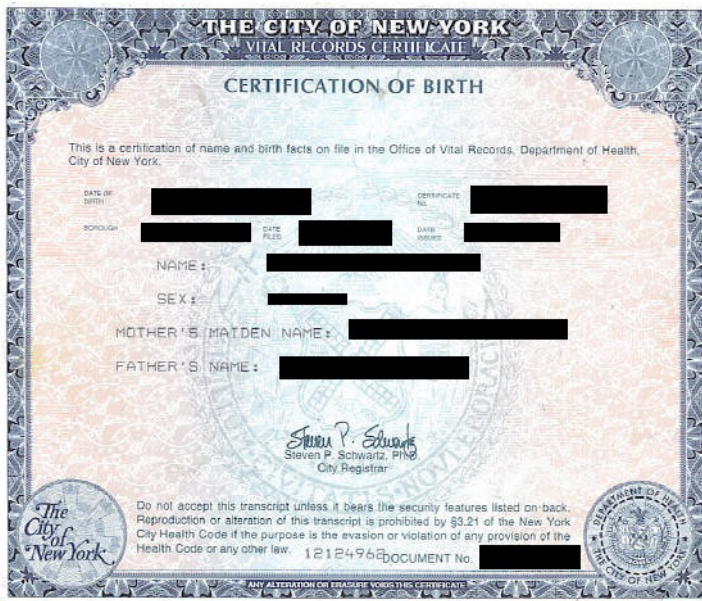 THE CITY OF NEW YORK
VITAL RECORDS CERTIFICATE
CERTIFICATION OF BIRTH
This is a certification of name and birth facts on file in the Office of Vital Records, Department of Health,
City of New York.
DATE OF BIRTH CERTIFICATE No.
BOROUGH DATE FILED DATE ISSUED
NAME:
SEX:
MOTHER'S MAIDEN NAME:
FATHER'S NAME:
Steven P. Schwartz
Steven P. Schwartz, Ph.D.
City Registrar
The City of New York
Do not accept this transcript unless it bears the security features listed on back.
Reproduction or alteration of this transcript is prohibited by §3.21 of the New York
City Health Code if the purpose is the evasion or violation of any provision of the
Health Code or any other law. 12124962 DOCUMENT No.
DEPARTMENT OF HEALTH
THE CITY OF NEW YORK
ANY ALTERATION OR ERASURE VOIDS THIS CERTIFICATE